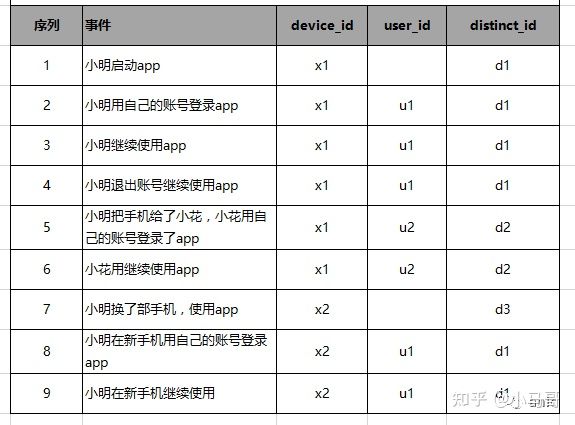 序列 事件 device_id user_id distinct_id
1 小明启动app x1 d1
2 小明用自己的账号登录app x1 u1 d1
3 小明继续使用app x1 u1 d1
4 小明退出账号继续使用app x1 u1 d1
5 小明把手机给了小花，小花用自 x1 u2 d2
己的账号登录了app
6 小花用继续使用app x1 u2 d2
7 小明换了部手机，使用app x2 d3
8 小明在新手机用自己的账号登录 x2 u1 d1
app
9 小明在新手机继续使用 x2 u1 d1
知乎 @小马哥